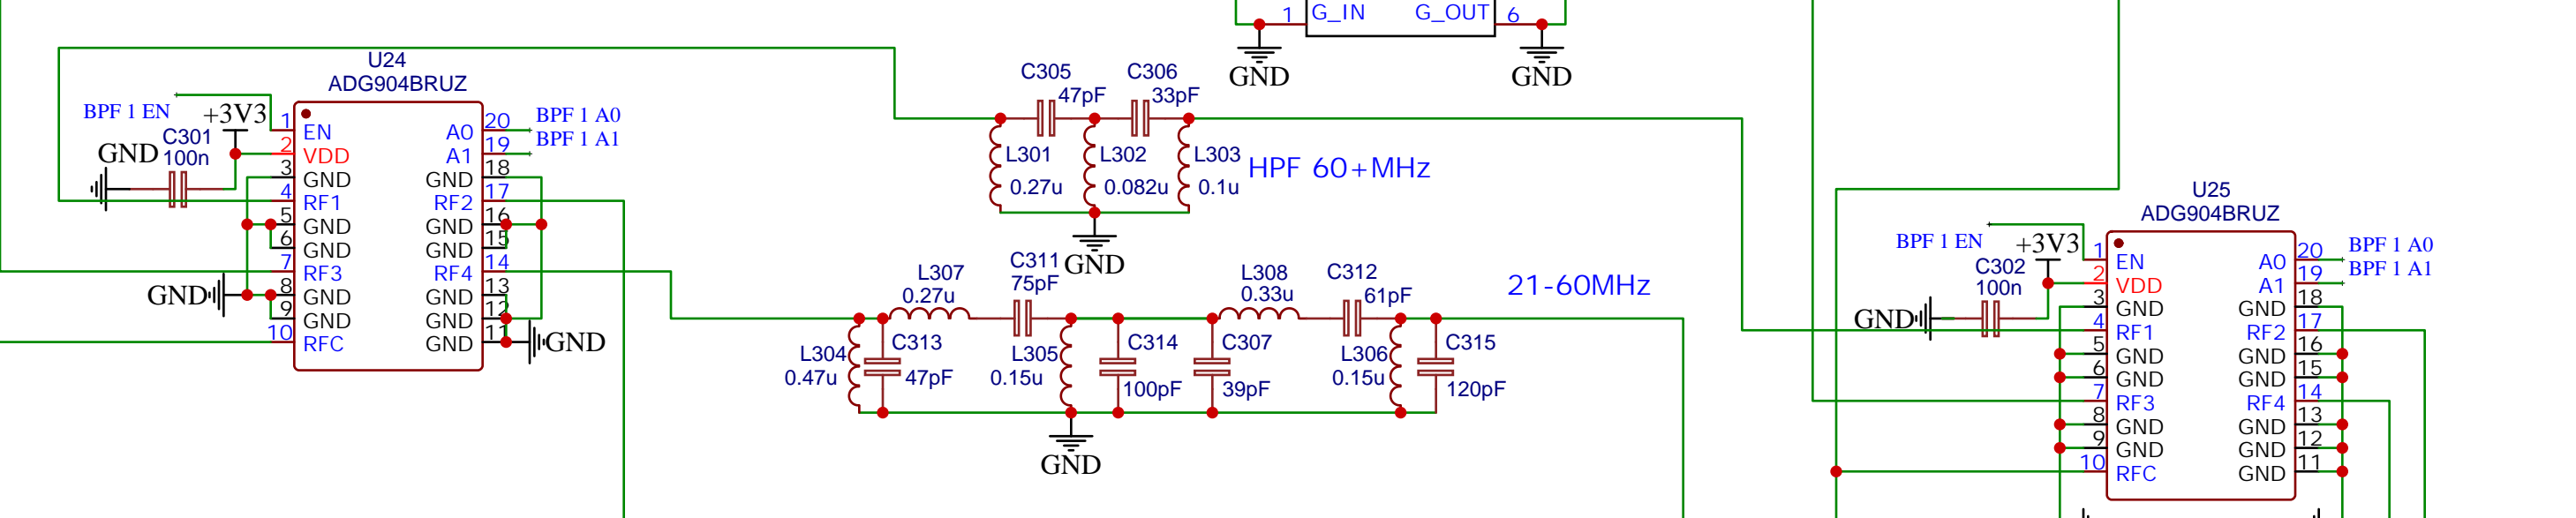 1 G_IN G_OUT 6
GND GND
U24
ADG904BRUZ
BPF 1 EN
+3V3
C301
100n
GND
1 EN A0 20 BPF 1 A0
2 VDD A1 19 BPF 1 A1
3 GND GND 18
4 RF1 RF2 17
5 GND GND 16
6 GND GND 15
7 RF3 RF4 14
8 GND GND 13
9 GND GND 12
10 RFC GND 11
GND
GND
C305 C306
47pF 33pF
L301 L302 L303
0.27u 0.082u 0.1u
HPF 60+MHz
GND
L307 C311 L308 C312
0.27u 75pF 0.33u 61pF
21-60MHz
L304 C313 L305 C314 C307 L306 C315
0.47u 47pF 0.15u 100pF 39pF 0.15u 120pF
GND
U25
ADG904BRUZ
BPF 1 EN
+3V3
C302
100n
GND
1 EN A0 20 BPF 1 A0
2 VDD A1 19 BPF 1 A1
3 GND GND 18
4 RF1 RF2 17
5 GND GND 16
6 GND GND 15
7 RF3 RF4 14
8 GND GND 13
9 GND GND 12
10 RFC GND 11